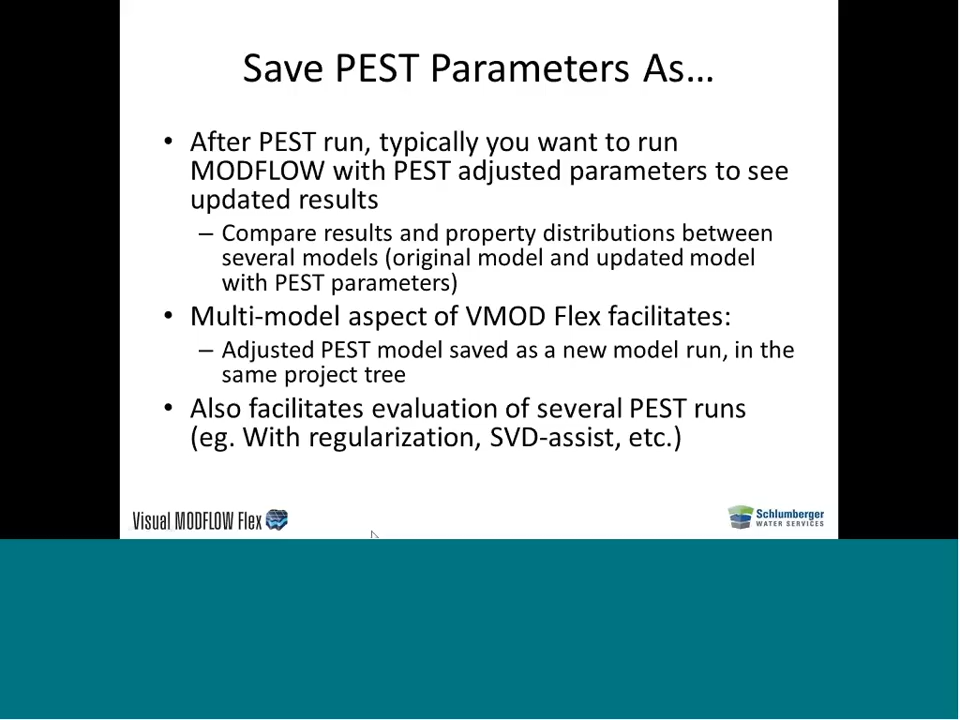 Save PEST Parameters As…
• After PEST run, typically you want to run
MODFLOW with PEST adjusted parameters to see
updated results
– Compare results and property distributions between
several models (original model and updated model
with PEST parameters)
• Multi-model aspect of VMOD Flex facilitates:
– Adjusted PEST model saved as a new model run, in the
same project tree
• Also facilitates evaluation of several PEST runs
(eg. With regularization, SVD-assist, etc.)
Visual MODFLOW Flex
Schlumberger
WATER SERVICES